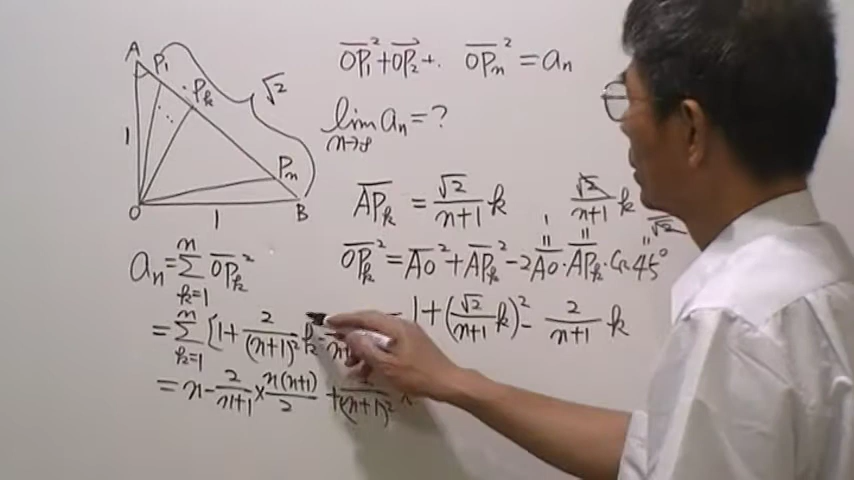 A
P₁
P_k
√2
1
P_n
O
1
B
OP₁² + OP₂² + .. OP_n² = a_n
lim a_n = ?
n→∞
AP_k = √2/(n+1) k
√2/(n+1) k
1
√2
OP_k² = AO² + AP_k² - 2 AO · AP_k · Cos 45°
a_n = Σ_{k=1}^{n} OP_k²
= 1 + (√2/(n+1) k)² - 2/(n+1) k
= Σ_{k=1}^{n} [1 + 2/(n+1)² k
= n - 2/(n+1) × n(n+1)/2 + 2/(n+1)² ×